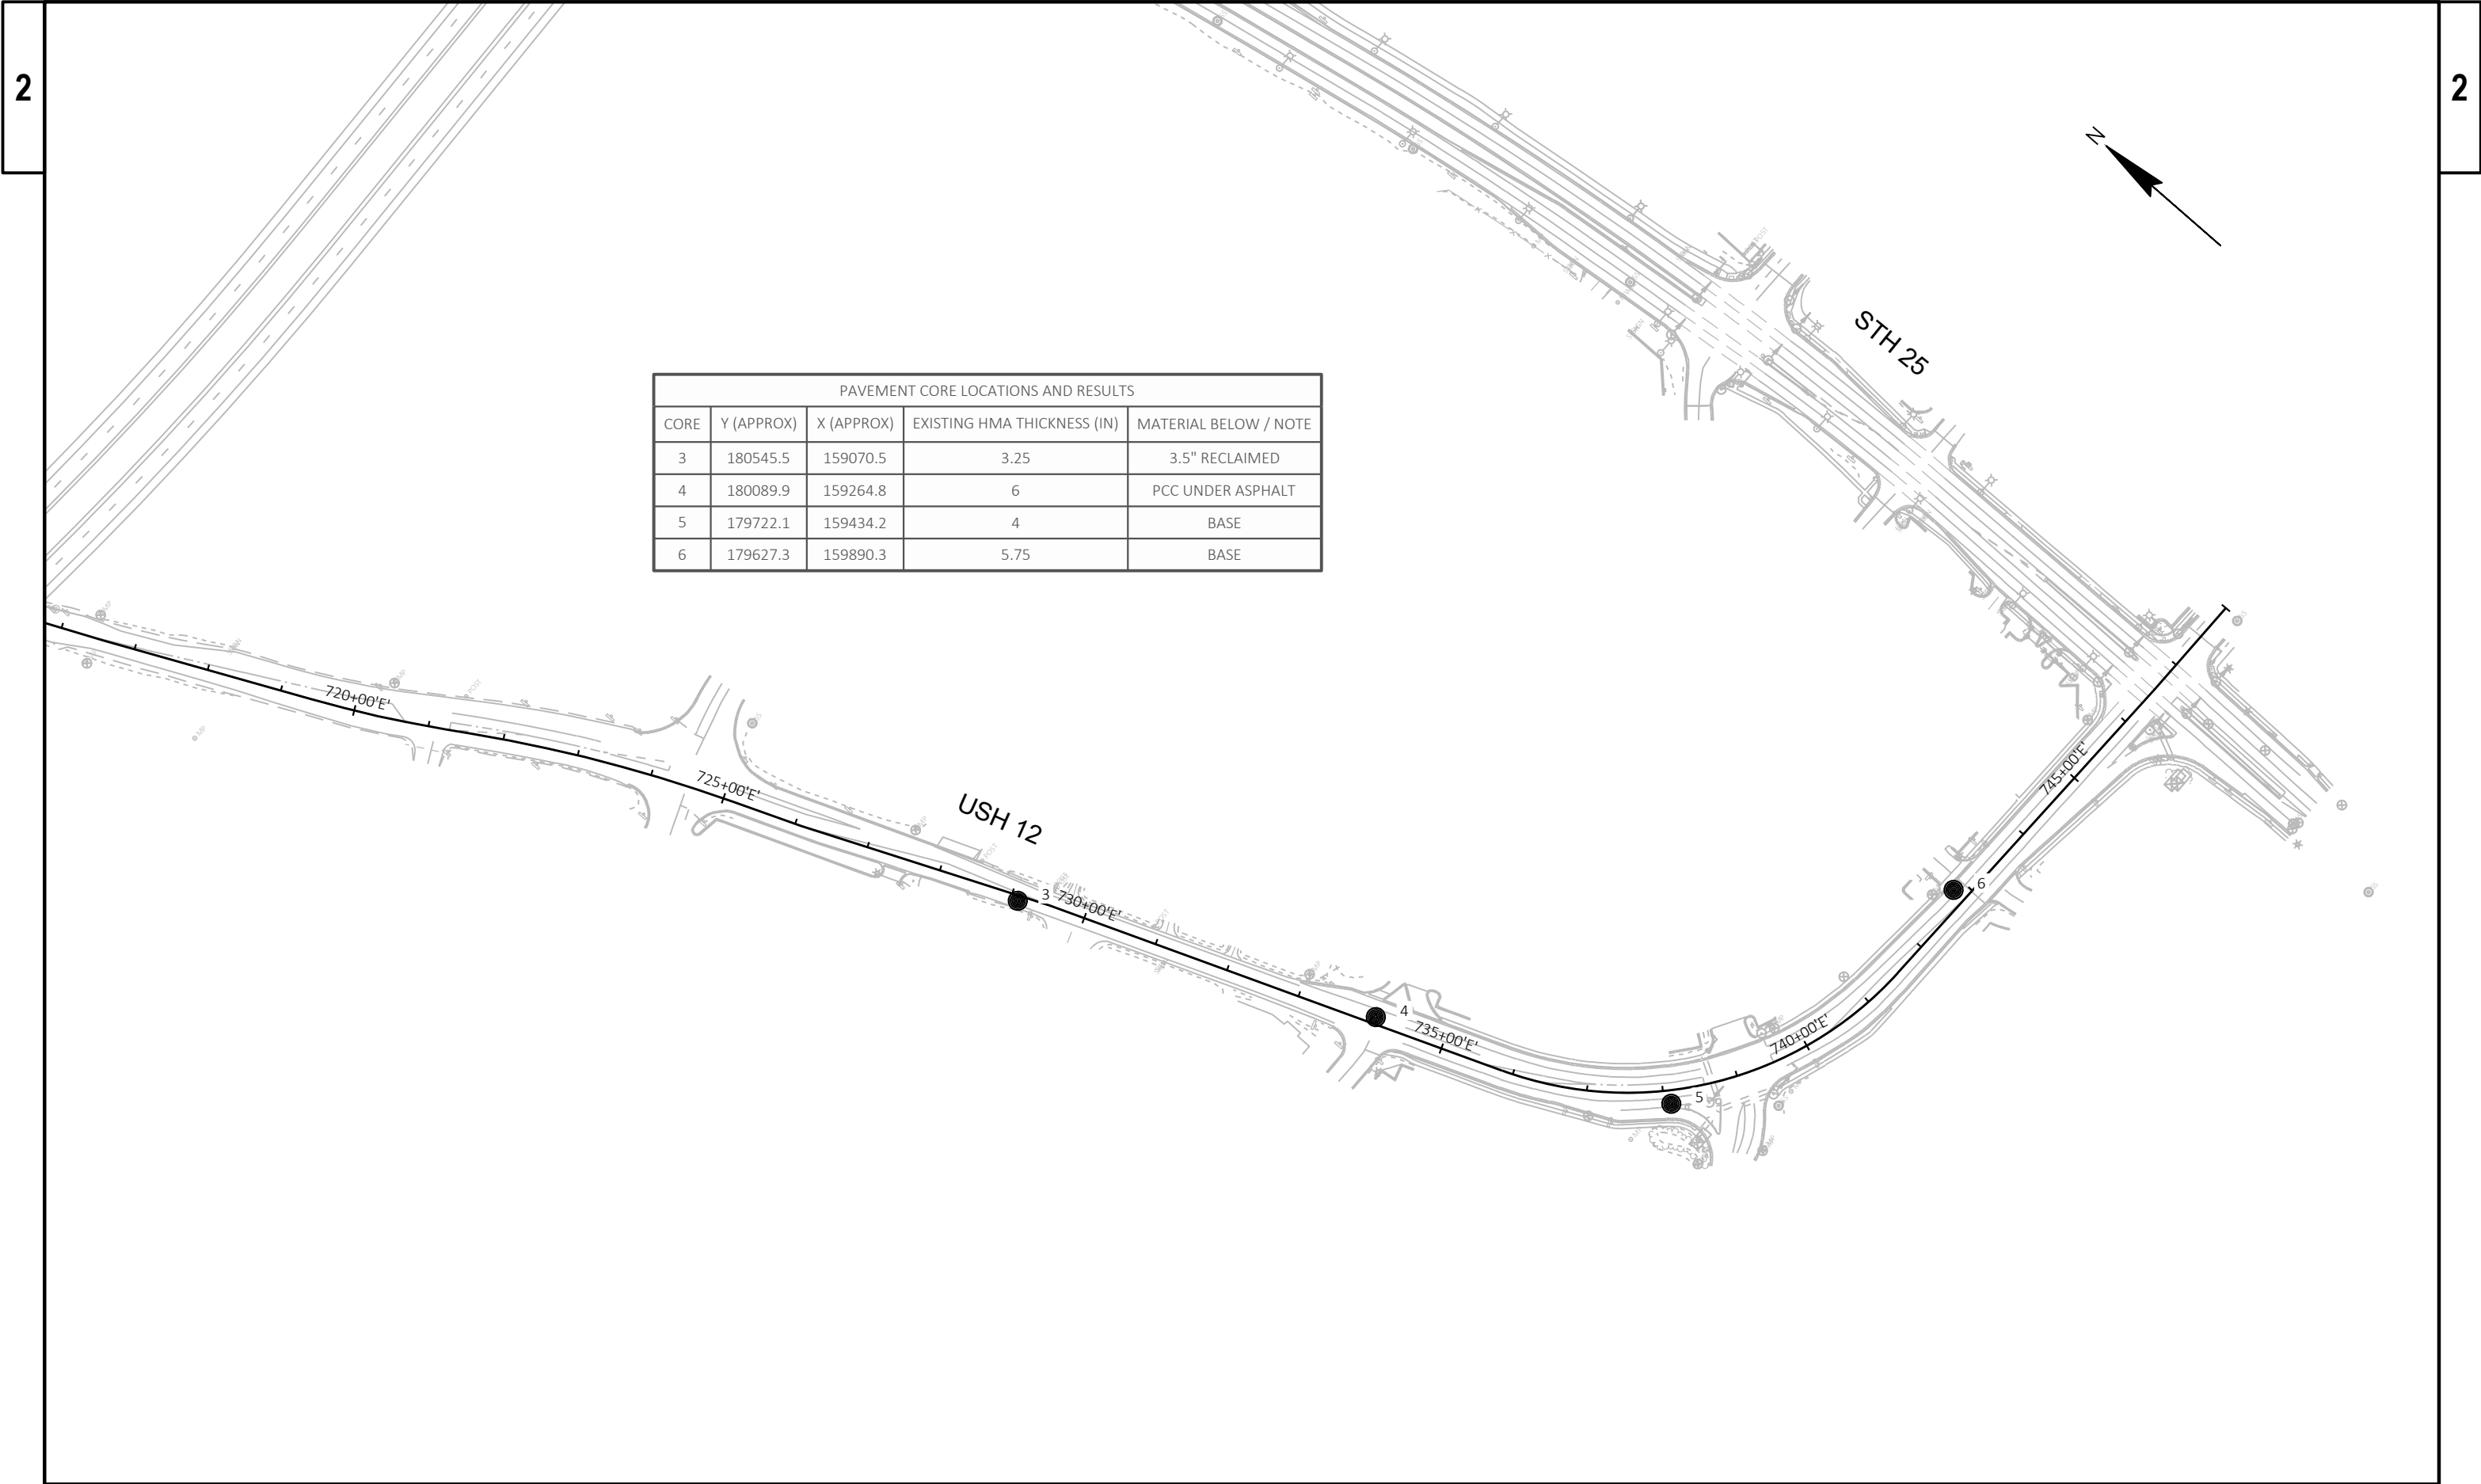 2
2
N
STH 25
PAVEMENT CORE LOCATIONS AND RESULTS
CORE Y (APPROX) X (APPROX) EXISTING HMA THICKNESS (IN) MATERIAL BELOW / NOTE
3 180545.5 159070.5 3.25 3.5" RECLAIMED
4 180089.9 159264.8 6 PCC UNDER ASPHALT
5 179722.1 159434.2 4 BASE
6 179627.3 159890.3 5.75 BASE
720+00'E'
POST
725+00'E'
USH 12
POST
3
730+00'E'
4
735+00'E'
5
740+00'E'
6
745+00'E'
POST